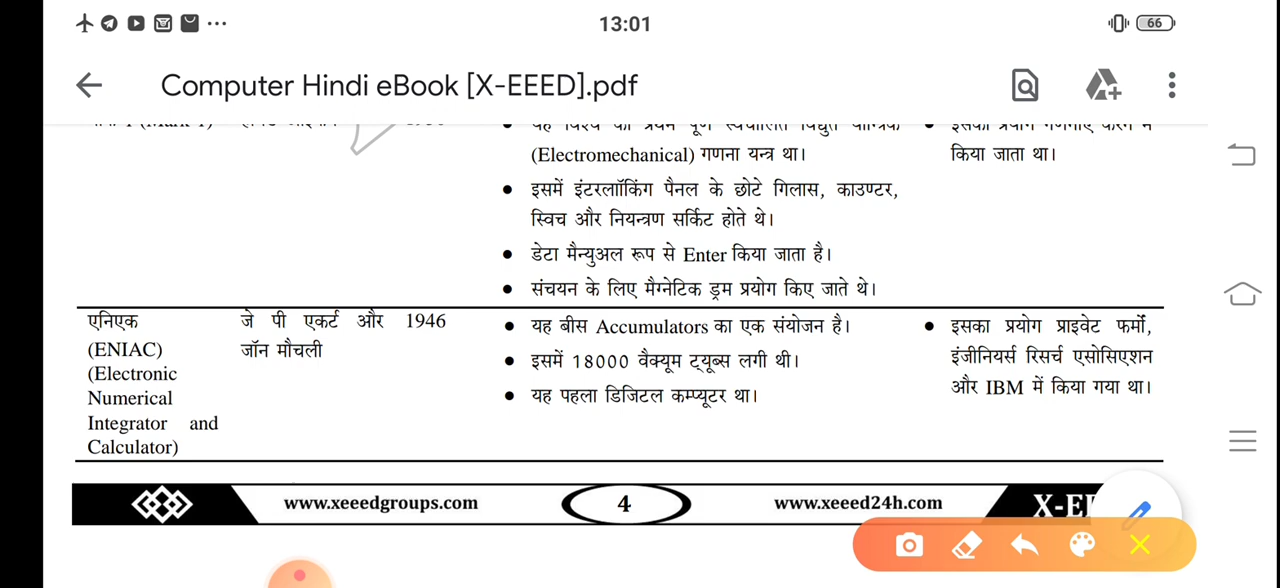 13:01
66
Computer Hindi eBook [X-EEED].pdf
(Electromechanical) गणना यन्त्र था।
किया जाता था।
• इसमें इंटरलाॅकिंग पैनल के छोटे गिलास, काउण्टर,
स्विच और नियन्त्रण सर्किट होते थे।
• डेटा मैन्युअल रूप से Enter किया जाता है।
• संचयन के लिए मैग्नेटिक ड्रम प्रयोग किए जाते थे।
एनिएक
(ENIAC)
(Electronic
Numerical
Integrator and
Calculator)
जे पी एकर्ट और
जॉन मौचली
1946
• यह बीस Accumulators का एक संयोजन है।
• इसमें 18000 वैक्यूम ट्यूब्स लगी थी।
• यह पहला डिजिटल कम्प्यूटर था।
• इसका प्रयोग प्राइवेट फर्मों,
इंजीनियर्स रिसर्च एसोसिएशन
और IBM में किया गया था।
www.xeeedgroups.com
4
www.xeeed24h.com